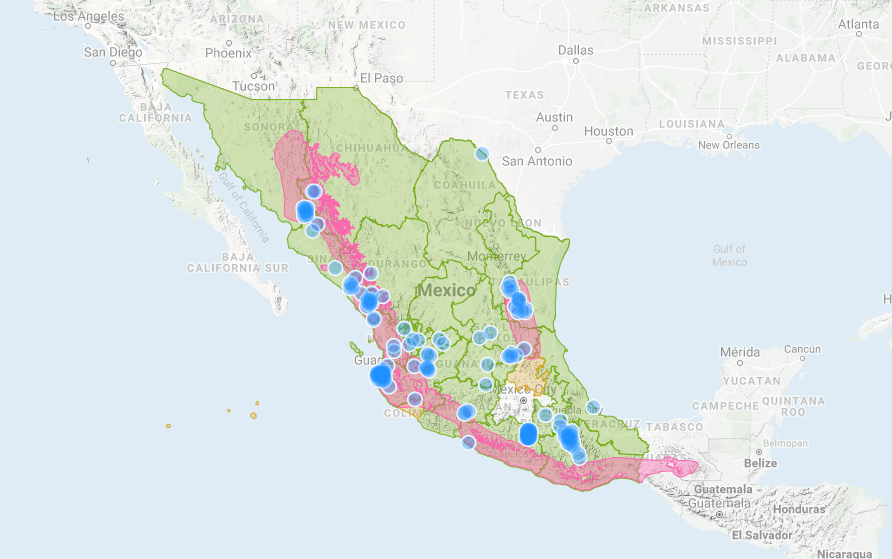 Los Angeles
ARIZONA
NEW MEXICO
ARKANSAS
Atlanta
San Diego
Phoenix
Dallas
MISSISSIPPI
ALABAMA
Tucson
El Paso
TEXAS
BAJA
CALIFORNIA
SONORA
Austin
LOUISIANA
Houston
CHIHUAHUA
San Antonio
New Orleans
COAHUILA
Gulf of California
NUEVO LEON
Gulf of
Mexico
BAJA
CALIFORNIA SUR
Monterrey
DURANGO
Mexico
TAMAULIPAS
Mérida
Cancún
Mexico City
YUCATAN
CAMPECHE
QUINTANA
ROO
COLIMA
Puebla City
VERACRUZ
TABASCO
Acapulco
Belmopan
Belize
Guatemala
Guatemala
Honduras
El Salvador
Nicaragua